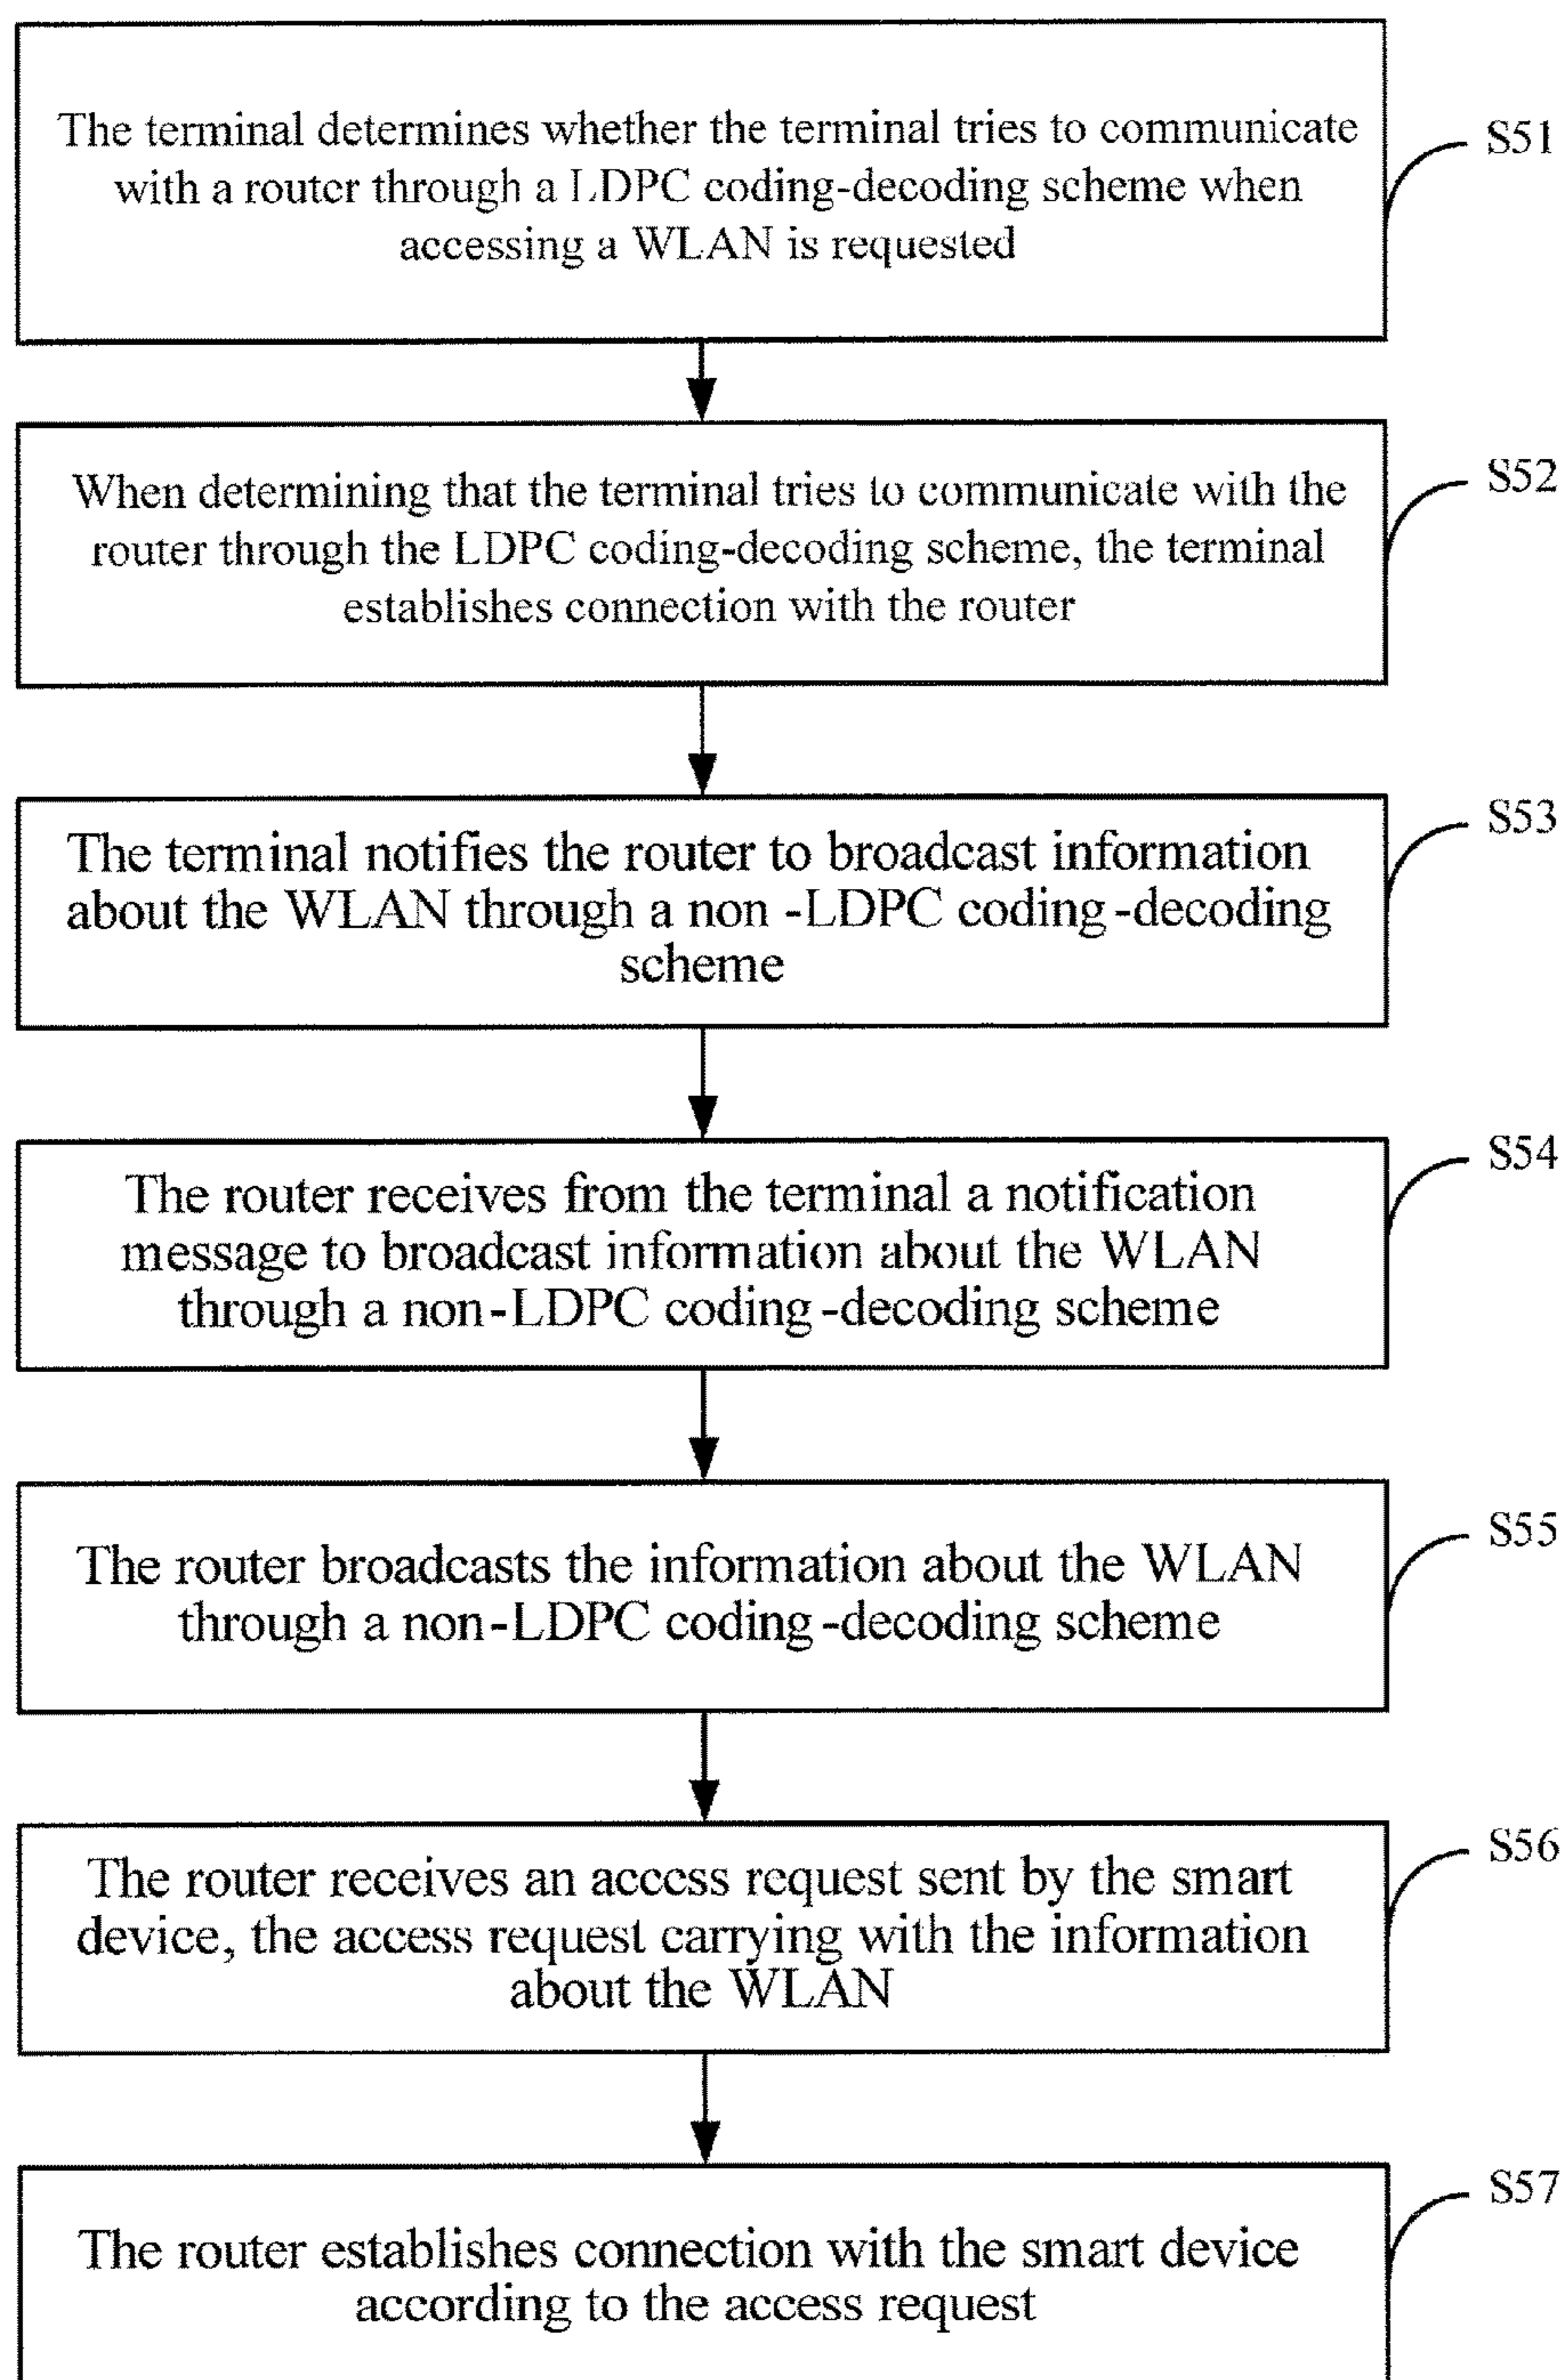 The terminal determines whether the terminal tries to communicate
with a router through a LDPC coding-decoding scheme when
accessing a WLAN is requested
S51
When determining that the terminal tries to communicate with the
router through the LDPC coding-decoding scheme, the terminal
establishes connection with the router
S52
The terminal notifies the router to broadcast information
about the WLAN through a non -LDPC coding -decoding
scheme
S53
The router receives from the terminal a notification
message to broadcast information about the WLAN
through a non-LDPC coding -decoding scheme
S54
The router broadcasts the information about the WLAN
through a non-LDPC coding -decoding scheme
S55
The router receives an access request sent by the smart
device, the access request carrying with the information
about the WLAN
S56
The router establishes connection with the smart device
according to the access request
S57